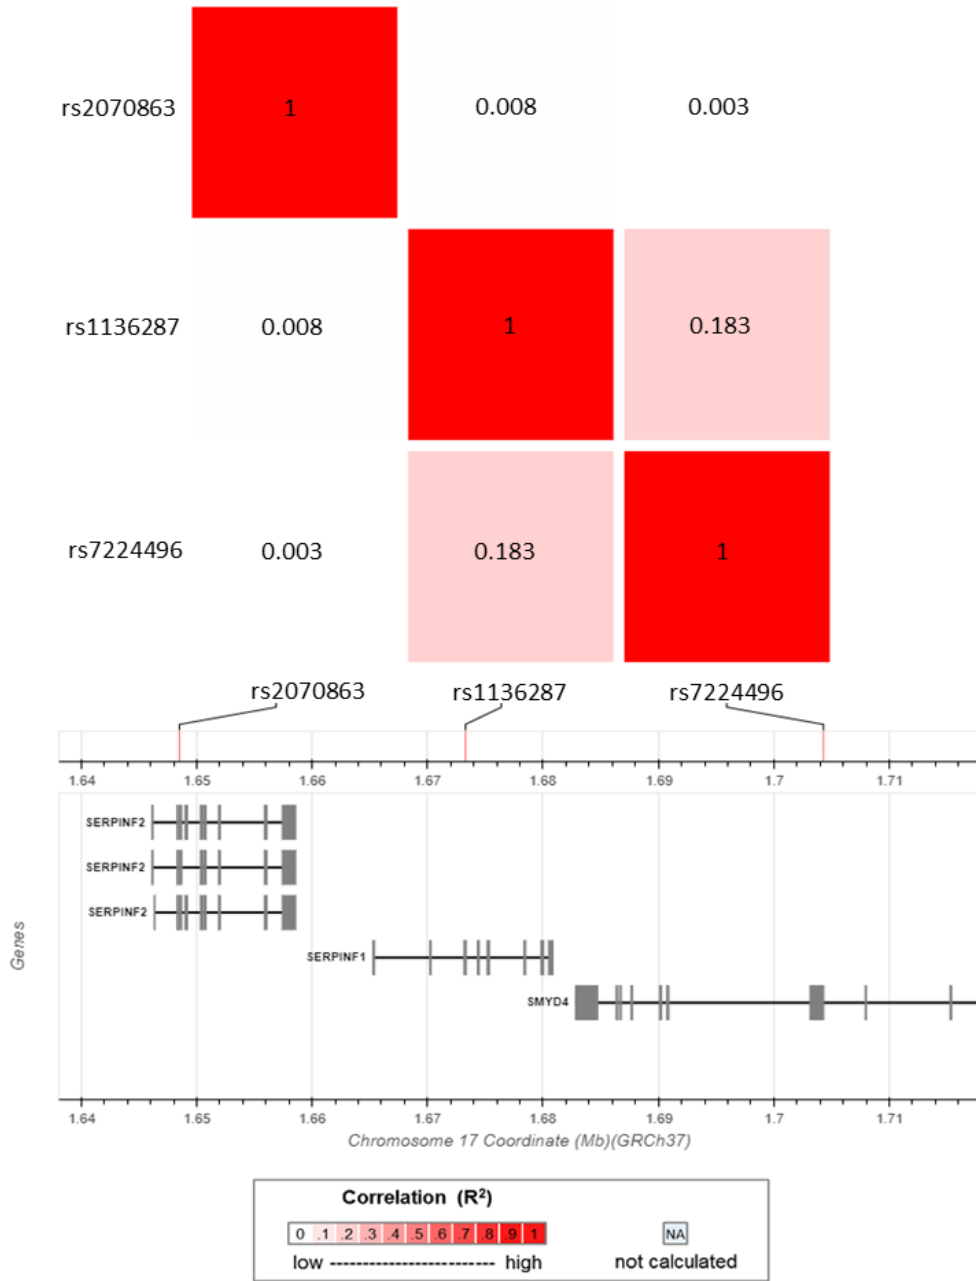 rs2070863 1 0.008 0.003
rs1136287 0.008 1 0.183
rs7224496 0.003 0.183 1
rs2070863 rs1136287 rs7224496
1.64 1.65 1.66 1.67 1.68 1.69 1.7 1.71
SERPINF2
SERPINF2
SERPINF2
SERPINF1
SMYD4
Genes
1.64 1.65 1.66 1.67 1.68 1.69 1.7 1.71
Chromosome 17 Coordinate (Mb)(GRCh37)
Correlation (R²)
0 .1 .2 .3 .4 .5 .6 .7 .8 .9 1 NA
low ------------------------- high not calculated